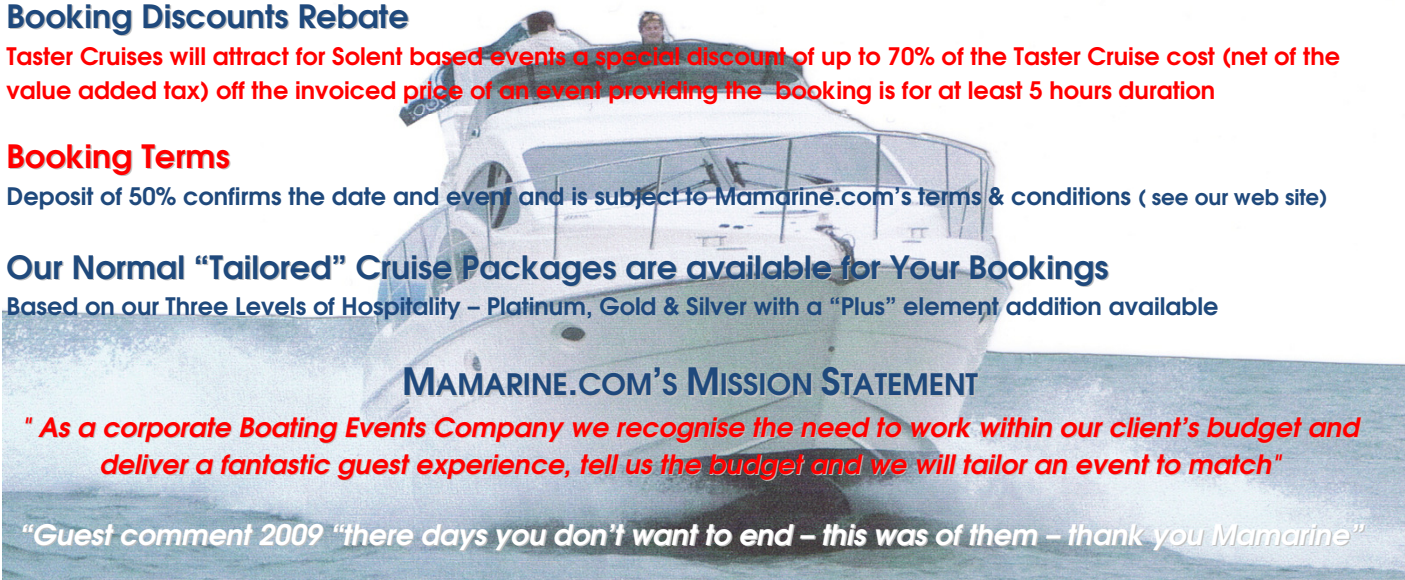 Booking Discounts Rebate
Taster Cruises will attract for Solent based events a special discount of up to 70% of the Taster Cruise cost (net of the
value added tax) off the invoiced price of an event providing the booking is for at least 5 hours duration
Booking Terms
Deposit of 50% confirms the date and event and is subject to Mamarine.com’s terms & conditions ( see our web site)
Our Normal “Tailored” Cruise Packages are available for Your Bookings
Based on our Three Levels of Hospitality – Platinum, Gold & Silver with a “Plus” element addition available
MAMARINE.COM’S MISSION STATEMENT
" As a corporate Boating Events Company we recognise the need to work within our client’s budget and
deliver a fantastic guest experience, tell us the budget and we will tailor an event to match"
“Guest comment 2009 “there days you don’t want to end – this was of them – thank you Mamarine”